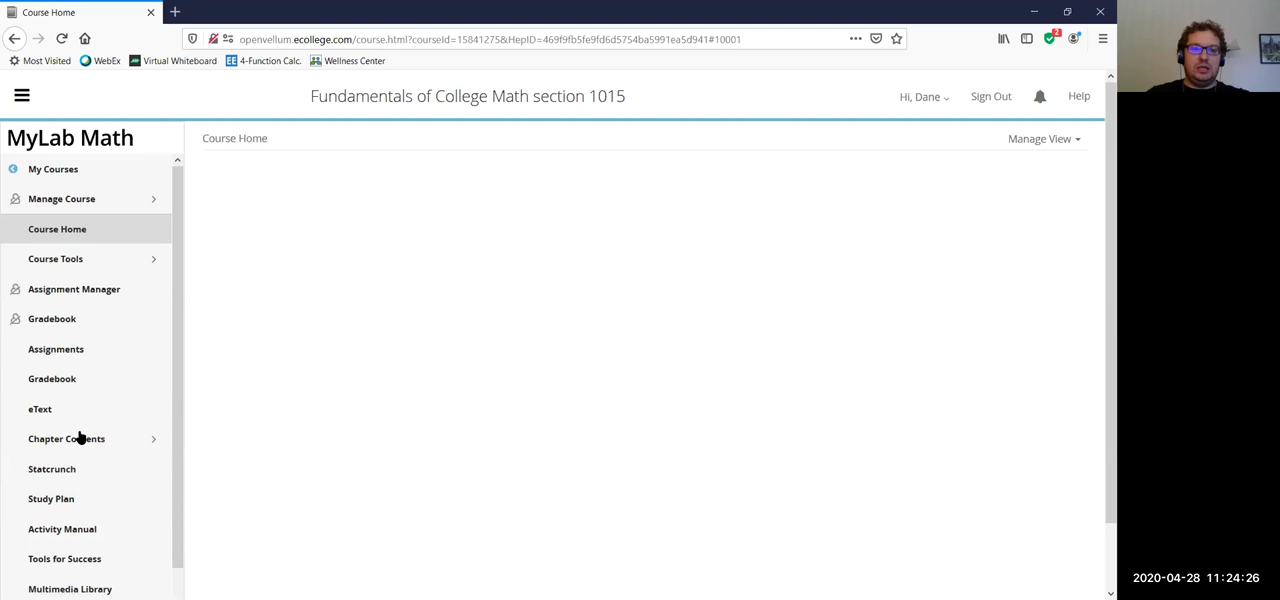 Course Home
openvellum.ecollege.com/course.html?courseId=15841275&HepID=469f9fb5fe9fd6d5754ba5991ea5d941#10001
2
Most Visited WebEx Virtual Whiteboard 4-Function Calc. Wellness Center
Fundamentals of College Math section 1015
Hi, Dane Sign Out Help
MyLab Math
Course Home
Manage View
My Courses
Manage Course
Course Home
Course Tools
Assignment Manager
Gradebook
Assignments
Gradebook
eText
Chapter Contents
Statcrunch
Study Plan
Activity Manual
Tools for Success
Multimedia Library
2020-04-28 11:24:26